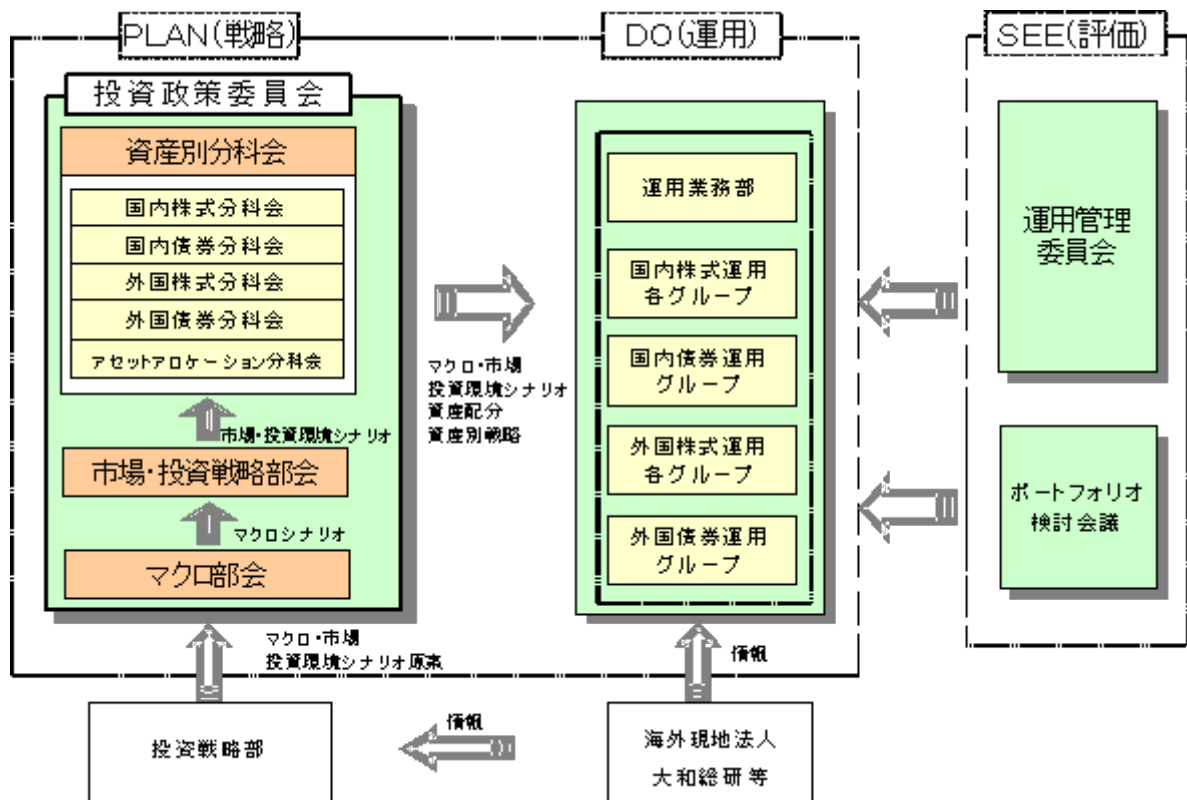 PLAN(戦略)
投資政策委員会
資産別分科会
国内株式分科会
国内債券分科会
外国株式分科会
外国債券分科会
アセットアロケーション分科会
市場・投資環境シナリオ
市場・投資戦略部会
マクロシナリオ
マクロ部会
マクロ・市場
投資環境シナリオ原案
投資戦略部
マクロ・市場
投資環境シナリオ
資産配分
資産別戦略
DO(運用)
運用業務部
国内株式運用
各グループ
国内債券運用
グループ
外国株式運用
各グループ
外国債券運用
グループ
情報
情報
海外現地法人
大和総研等
SEE(評価)
運用管理
委員会
ポートフォリオ
検討会議